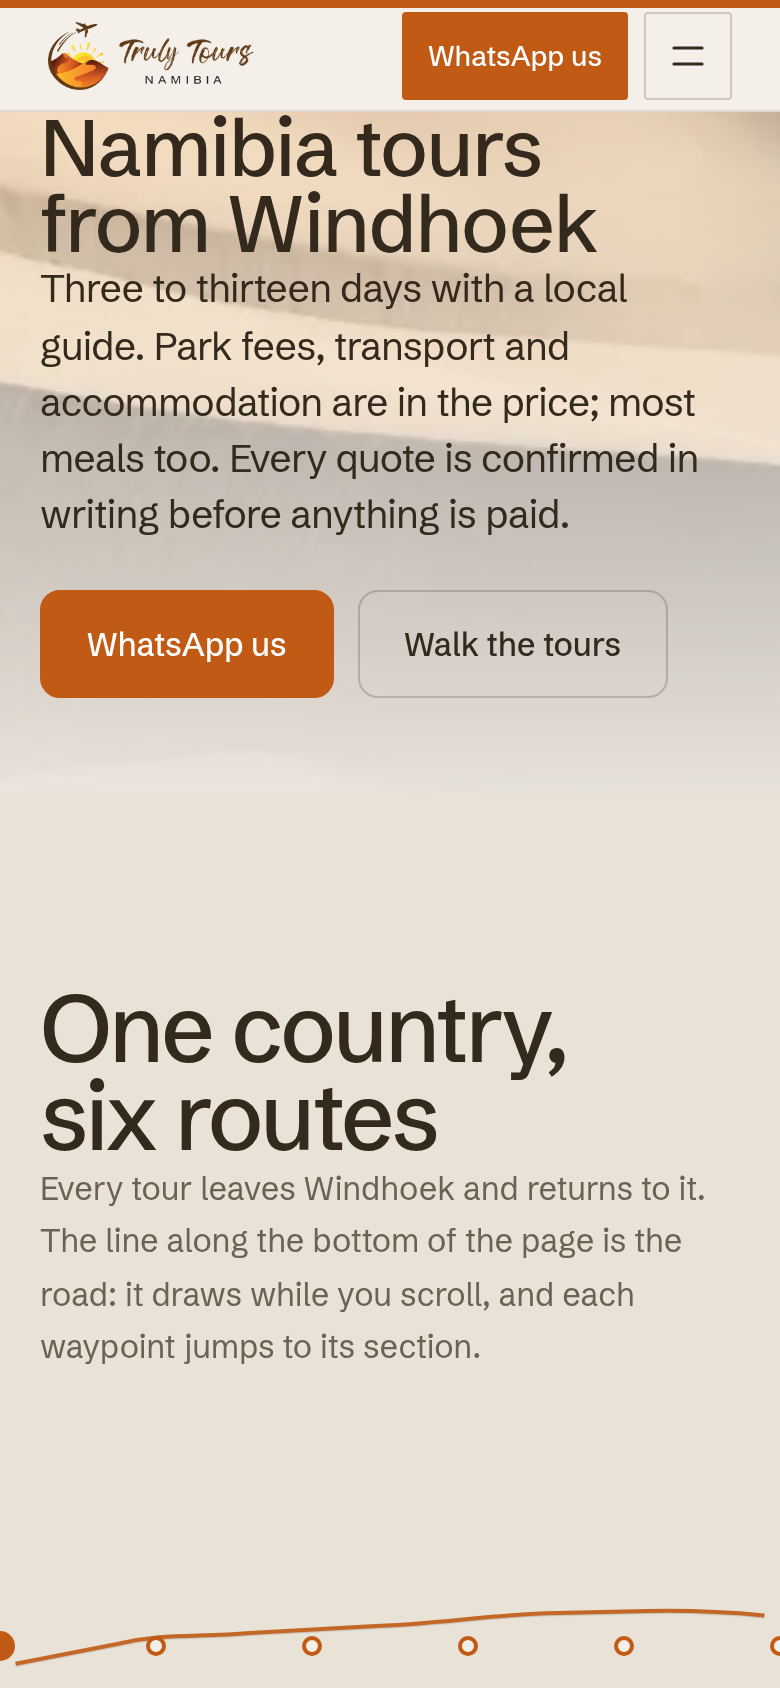 Truly Tours
NAMIBIA
WhatsApp us
Namibia tours
from Windhoek
Three to thirteen days with a local
guide. Park fees, transport and
accommodation are in the price; most
meals too. Every quote is confirmed in
writing before anything is paid.
WhatsApp us
Walk the tours
One country,
six routes
Every tour leaves Windhoek and returns to it.
The line along the bottom of the page is the
road: it draws while you scroll, and each
waypoint jumps to its section.